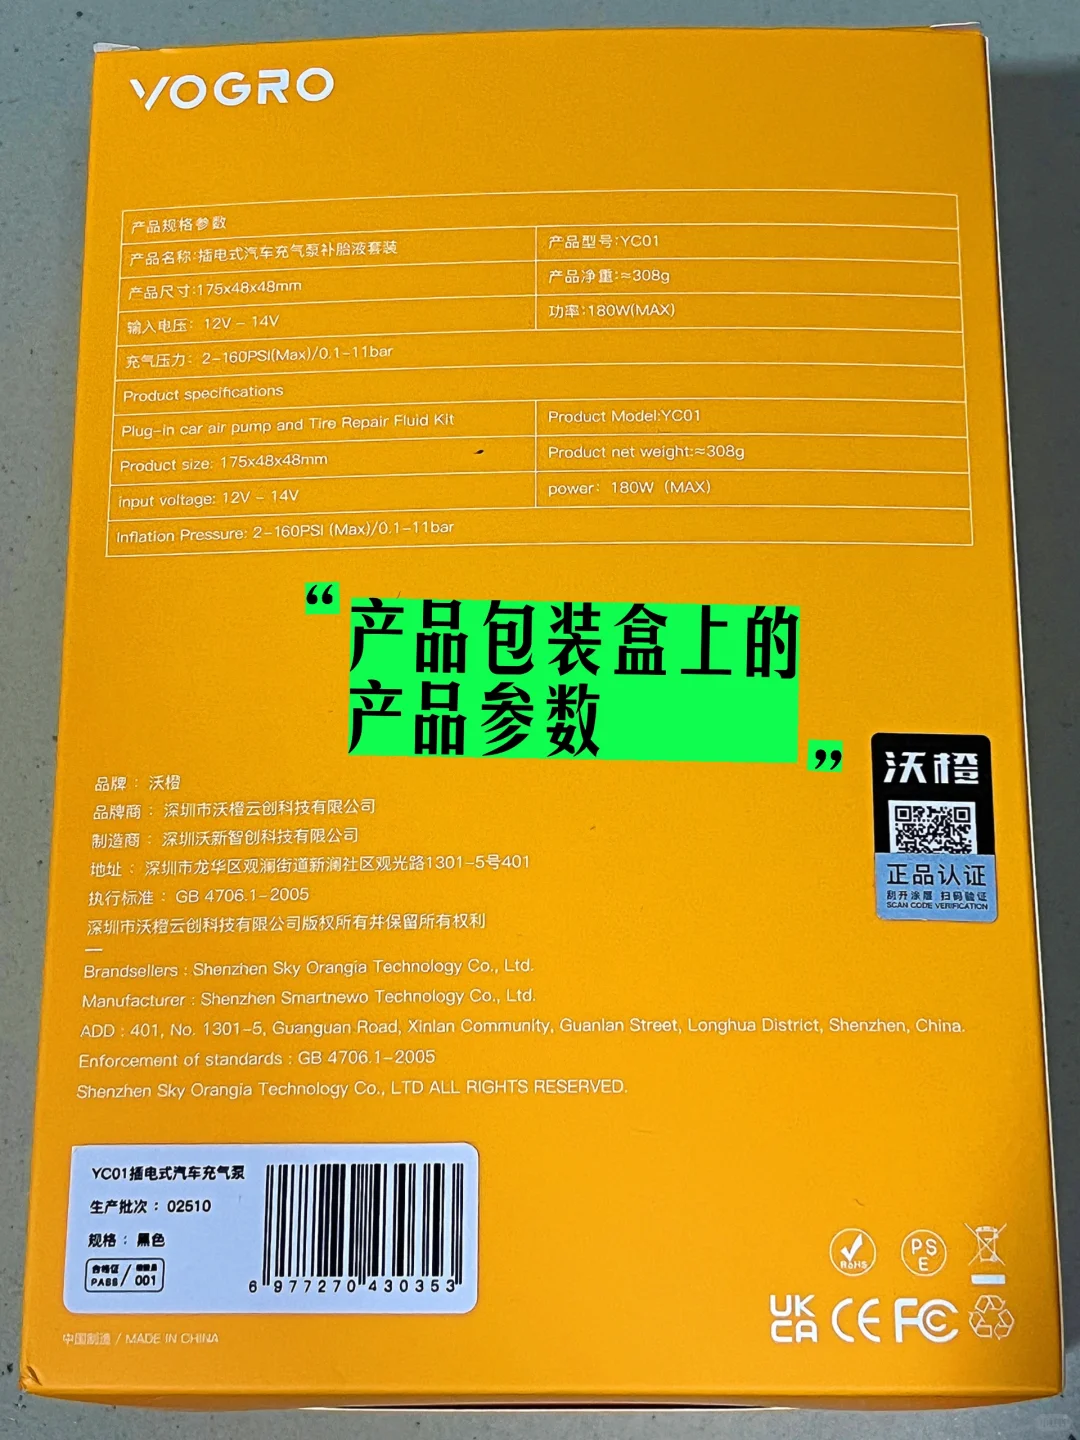 VOGRO
产品规格参数
产品名称:插电式汽车充气泵补胎液套装
产品型号:YC01
产品尺寸:175x48x48mm
产品净重:≈308g
输入电压: 12V – 14V
功率:180W(MAX)
充气压力: 2–160PSI(Max)/0.1–11bar
Product specifications
Plug-in car air pump and Tire Repair Fluid Kit
Product Model:YC01
Product size: 175x48x48mm
Product net weight:≈308g
input voltage: 12V – 14V
power: 180W (MAX)
Inflation Pressure: 2–160PSI (Max)/0.1–11bar
“产品包装盒上的
产品参数”
沃橙
正品认证
刮开涂层 扫码验证
SCAN CODE VERIFICATION
品牌 : 沃橙
品牌商 : 深圳市沃橙云创科技有限公司
制造商 : 深圳沃新智创科技有限公司
地址 : 深圳市龙华区观澜街道新澜社区观光路1301-5号401
执行标准 : GB 4706.1-2005
深圳市沃橙云创科技有限公司版权所有并保留所有权利
Brandsellers : Shenzhen Sky Orangia Technology Co., Ltd.
Manufacturer : Shenzhen Smartnewo Technology Co., Ltd.
ADD : 401, No. 1301-5, Guanguan Road, Xinlan Community, Guanlan Street, Longhua District, Shenzhen, China.
Enforcement of standards : GB 4706.1-2005
Shenzhen Sky Orangia Technology Co., LTD ALL RIGHTS RESERVED.
YC01插电式汽车充气泵
生产批次 : 02510
规格 : 黑色
合格证
PASS / 001
6 977270 430353
中国制造 / MADE IN CHINA
RoHS
PS
E
UK
CA
CE
FC